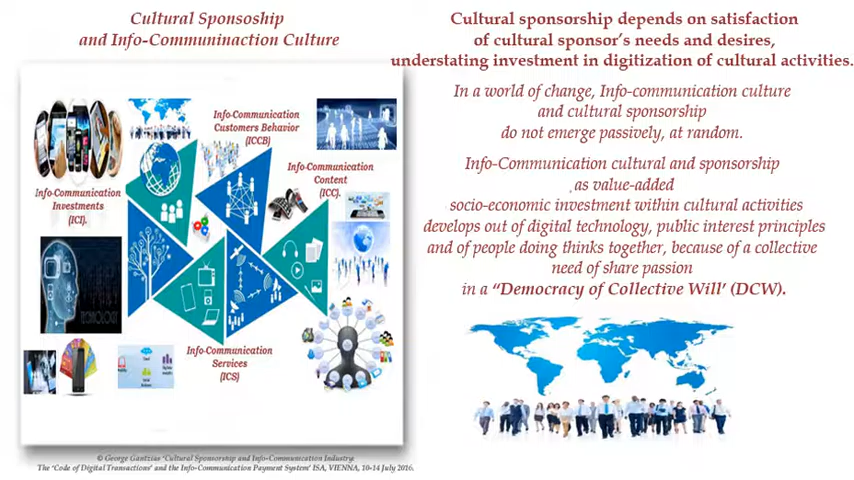 Cultural Sponsoship
and Info-Communinaction Culture
Info-Communication
Customers Behavior
(ICCB)
Info-Communication
Content
(ICC).
Info-Communication
Investments
(ICI).
Info-Communication
Services
(ICS)
© George Gantzias 'Cultural Sponsorship and Info-Communication Industry:
The 'Code of Digital Transactions' and the Info-Communication Payment System' ISA, VIENNA, 10-14 July 2016.
Cultural sponsorship depends on satisfaction
of cultural sponsor's needs and desires,
understating investment in digitization of cultural activities.
In a world of change, Info-communication culture
and cultural sponsorship
do not emerge passively, at random.
Info-Communication cultural and sponsorship
as value-added
socio-economic investment within cultural activities
develops out of digital technology, public interest principles
and of people doing thinks together, because of a collective
need of share passion
in a "Democracy of Collective Will' (DCW).